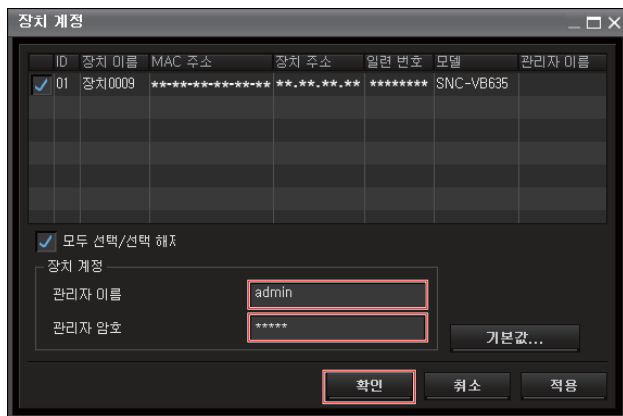 장치 계정
ID 장치 이름 MAC 주소 장치 주소 일련 번호 모델 관리자 이름
01 장치0009 **-**-**-**-**-** **.**.**.** ******** SNC-VB635
모두 선택/선택 해지
장치 계정
관리자 이름 admin
관리자 암호 *****
기본값...
확인 취소 적용